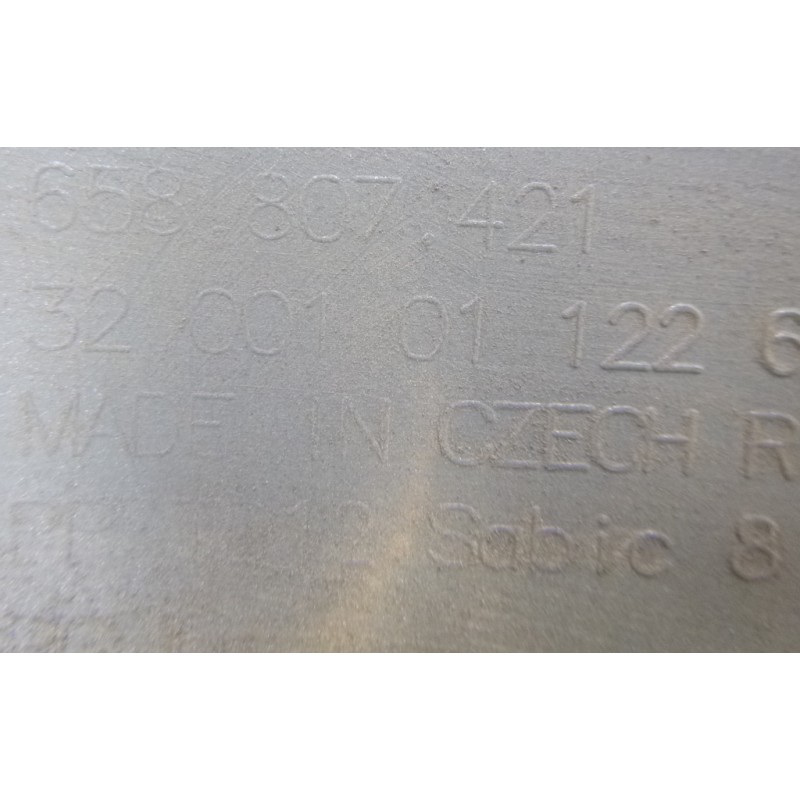 658 807 421
32.001 01 122 6
MADE IN CZECH R
Sabic 8